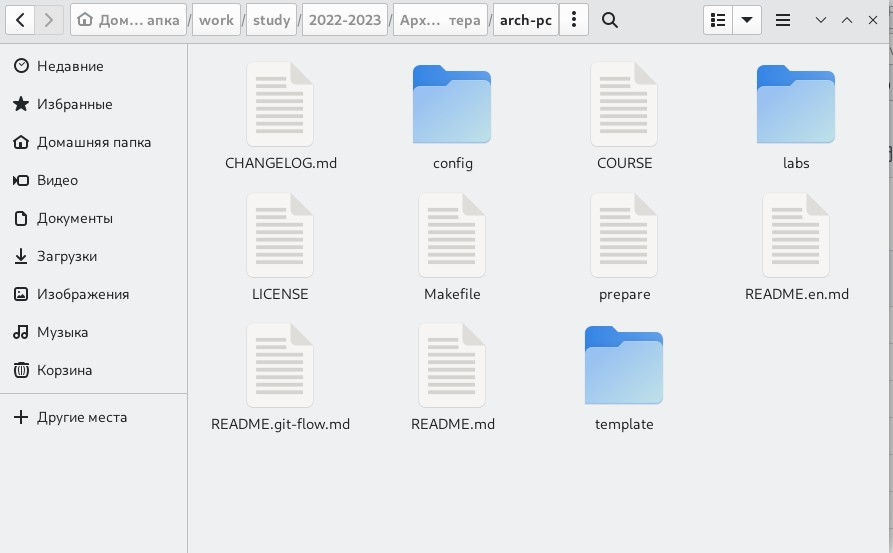 Дом… апка / work / study / 2022-2023 / Арх… тера / arch-pc
Недавние
Избранные
Домашняя папка
Видео
Документы
Загрузки
Изображения
Музыка
Корзина
Другие места
CHANGELOG.md
config
COURSE
labs
LICENSE
Makefile
prepare
README.en.md
README.git-flow.md
README.md
template